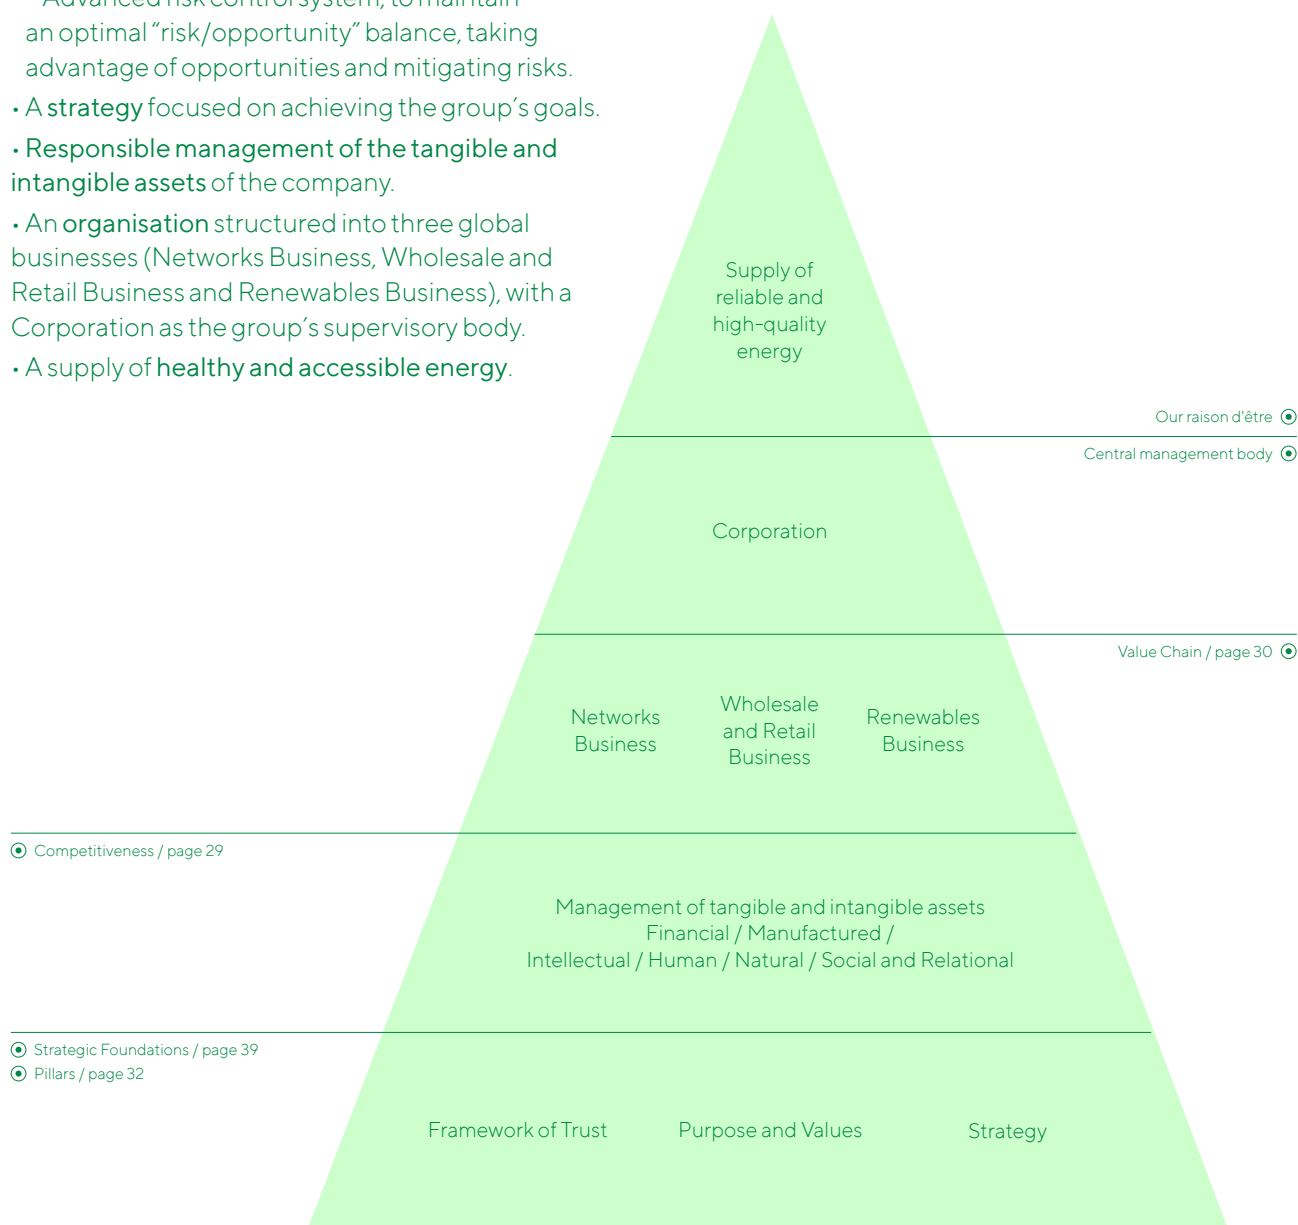 Advanced risk control system, to maintain
an optimal “risk/opportunity” balance, taking
advantage of opportunities and mitigating risks.
• A strategy focused on achieving the group’s goals.
• Responsible management of the tangible and
intangible assets of the company.
• An organisation structured into three global
businesses (Networks Business, Wholesale and
Retail Business and Renewables Business), with a
Corporation as the group’s supervisory body.
• A supply of healthy and accessible energy.
Supply of
reliable and
high-quality
energy
Our raison d'être
Central management body
Corporation
Value Chain / page 30
Networks
Business
Wholesale
and Retail
Business
Renewables
Business
Competitiveness / page 29
Management of tangible and intangible assets
Financial / Manufactured /
Intellectual / Human / Natural / Social and Relational
Strategic Foundations / page 39
Pillars / page 32
Framework of Trust
Purpose and Values
Strategy